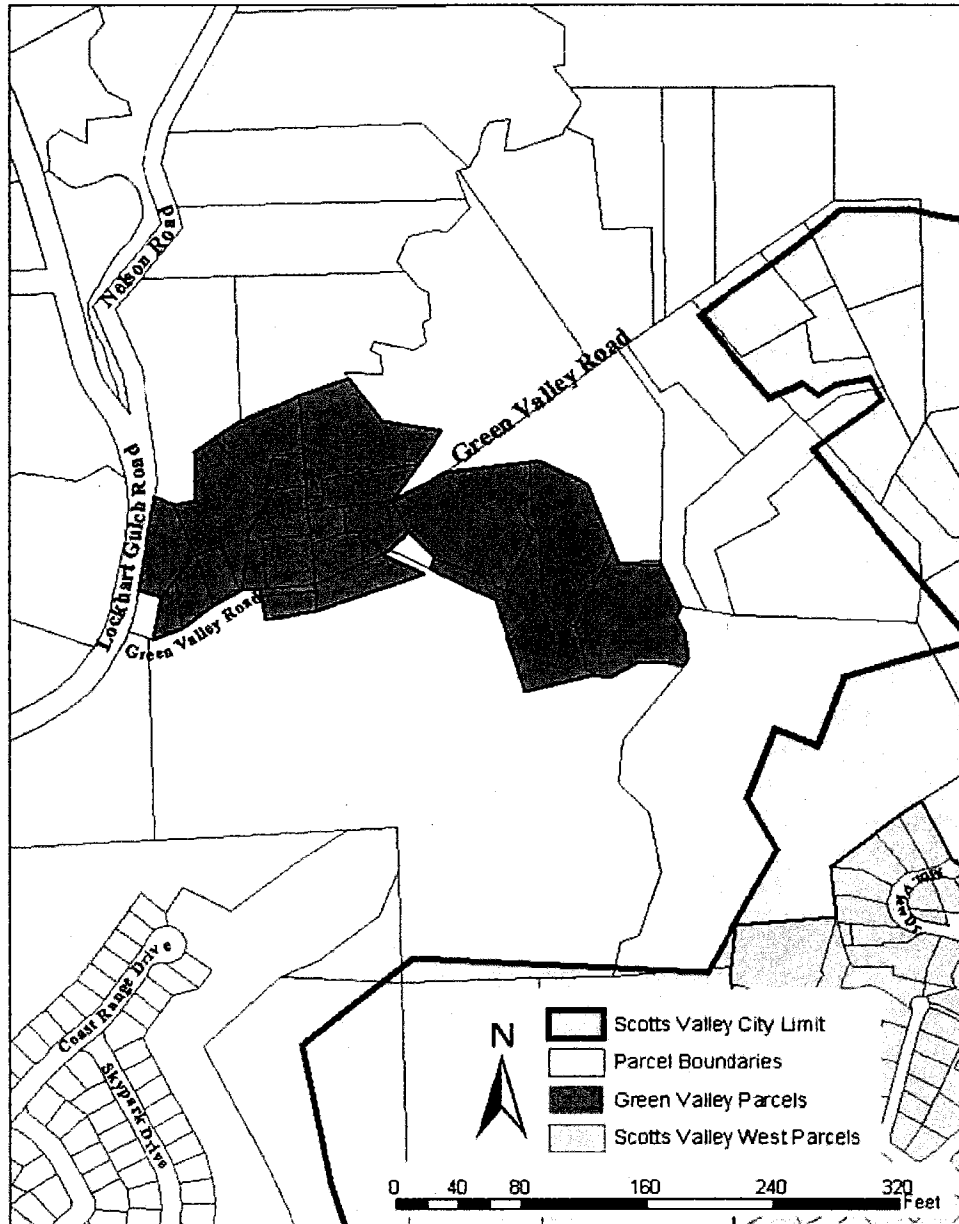 Nelson Road
Green Valley Road
Lockhart Gulch Road
Green Valley Road
Coast Range Drive
Skypark Drive
N
Scotts Valley City Limit
Parcel Boundaries
Green Valley Parcels
Scotts Valley West Parcels
0 40 80 160 240 320
Feet